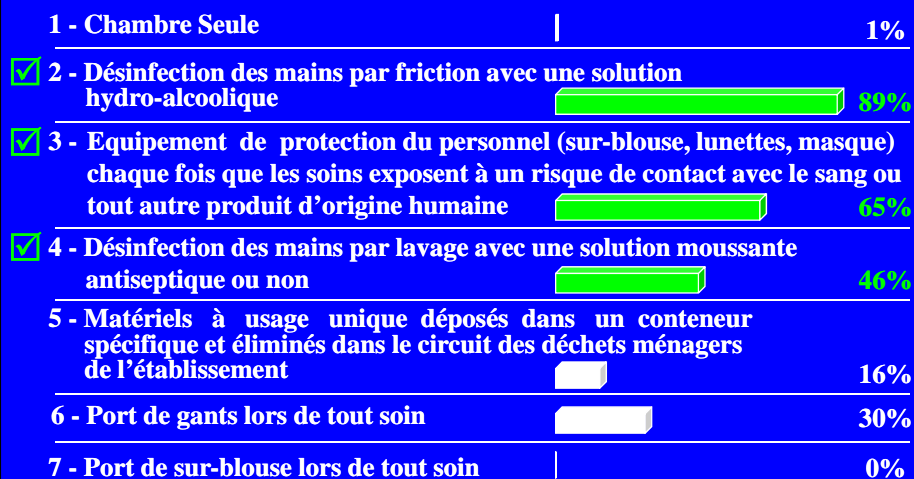 1 - Chambre Seule 1%
2 - Désinfection des mains par friction avec une solution
hydro-alcoolique 89%
3 - Equipement de protection du personnel (sur-blouse, lunettes, masque)
chaque fois que les soins exposent à un risque de contact avec le sang ou
tout autre produit d'origine humaine 65%
4 - Désinfection des mains par lavage avec une solution moussante
antiseptique ou non 46%
5 - Matériels à usage unique déposés dans un conteneur
spécifique et éliminés dans le circuit des déchets ménagers
de l'établissement 16%
6 - Port de gants lors de tout soin 30%
7 - Port de sur-blouse lors de tout soin 0%